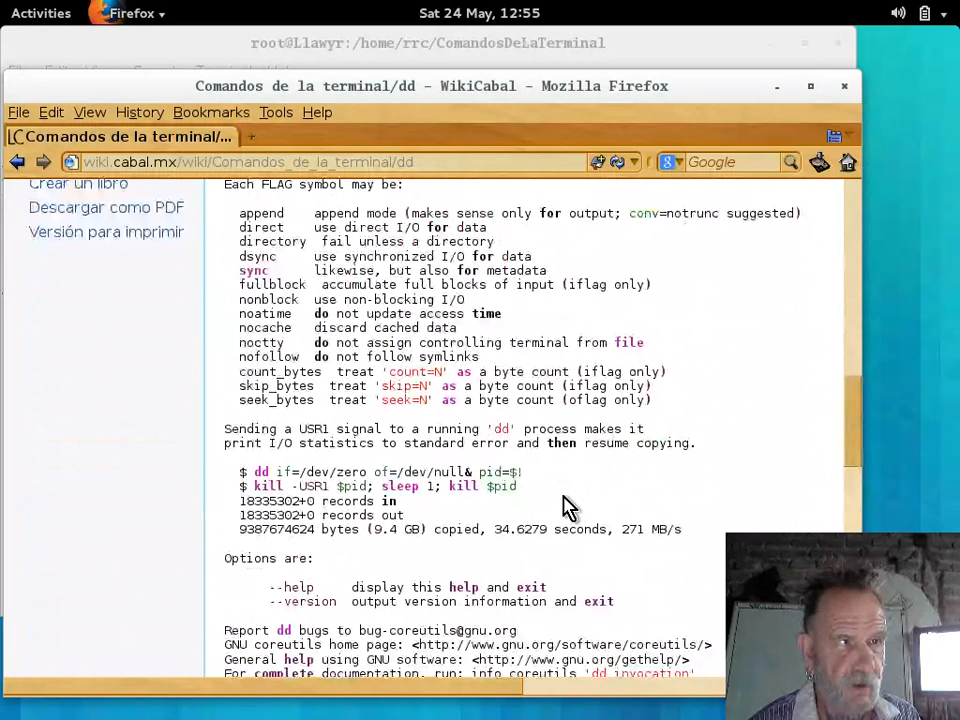 Activities Firefox Sat 24 May, 12:55
root@Llawyr:/home/rrc/ComandosDeLaTerminal
Comandos de la terminal/dd - WikiCabal - Mozilla Firefox
File Edit View History Bookmarks Tools Help
Comandos de la terminal/...
wiki.cabal.mx/wiki/Comandos_de_la_terminal/dd Google
Crear un libro
Descargar como PDF
Versión para imprimir
Each FLAG symbol may be:
append append mode (makes sense only for output; conv=notrunc suggested)
direct use direct I/O for data
directory fail unless a directory
dsync use synchronized I/O for data
sync likewise, but also for metadata
fullblock accumulate full blocks of input (iflag only)
nonblock use non-blocking I/O
noatime do not update access time
nocache discard cached data
noctty do not assign controlling terminal from file
nofollow do not follow symlinks
count_bytes treat 'count=N' as a byte count (iflag only)
skip_bytes treat 'skip=N' as a byte count (iflag only)
seek_bytes treat 'seek=N' as a byte count (oflag only)
Sending a USR1 signal to a running 'dd' process makes it
print I/O statistics to standard error and then resume copying.
$ dd if=/dev/zero of=/dev/null& pid=$!
$ kill -USR1 $pid; sleep 1; kill $pid
18335302+0 records in
18335302+0 records out
9387674624 bytes (9.4 GB) copied, 34.6279 seconds, 271 MB/s
Options are:
--help display this help and exit
--version output version information and exit
Report dd bugs to bug-coreutils@gnu.org
GNU coreutils home page: <http://www.gnu.org/software/coreutils/>
General help using GNU software: <http://www.gnu.org/gethelp/>
For complete documentation, run: info coreutils 'dd invocation'